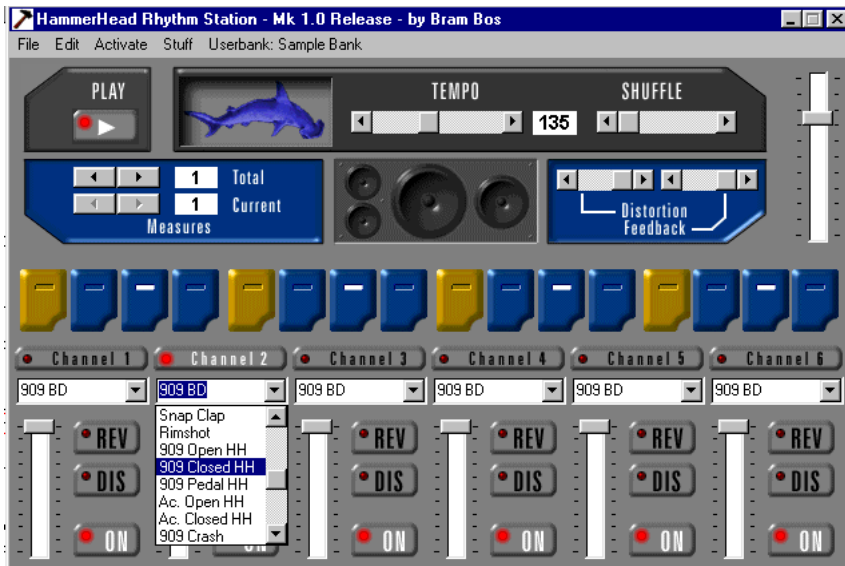 HammerHead Rhythm Station - Mk 1.0 Release - by Bram Bos
File Edit Activate Stuff Userbank: Sample Bank
PLAY
TEMPO
135
SHUFFLE
1 Total
1 Current
Measures
Distortion
Feedback
Channel 1 Channel 2 Channel 3 Channel 4 Channel 5 Channel 6
909 BD 909 BD 909 BD 909 BD 909 BD 909 BD
Snap Clap
Rimshot
909 Open HH
909 Closed HH
909 Pedal HH
Ac. Open HH
Ac. Closed HH
909 Crash
REV REV REV REV REV
DIS DIS DIS DIS DIS
ON ON ON ON ON ON